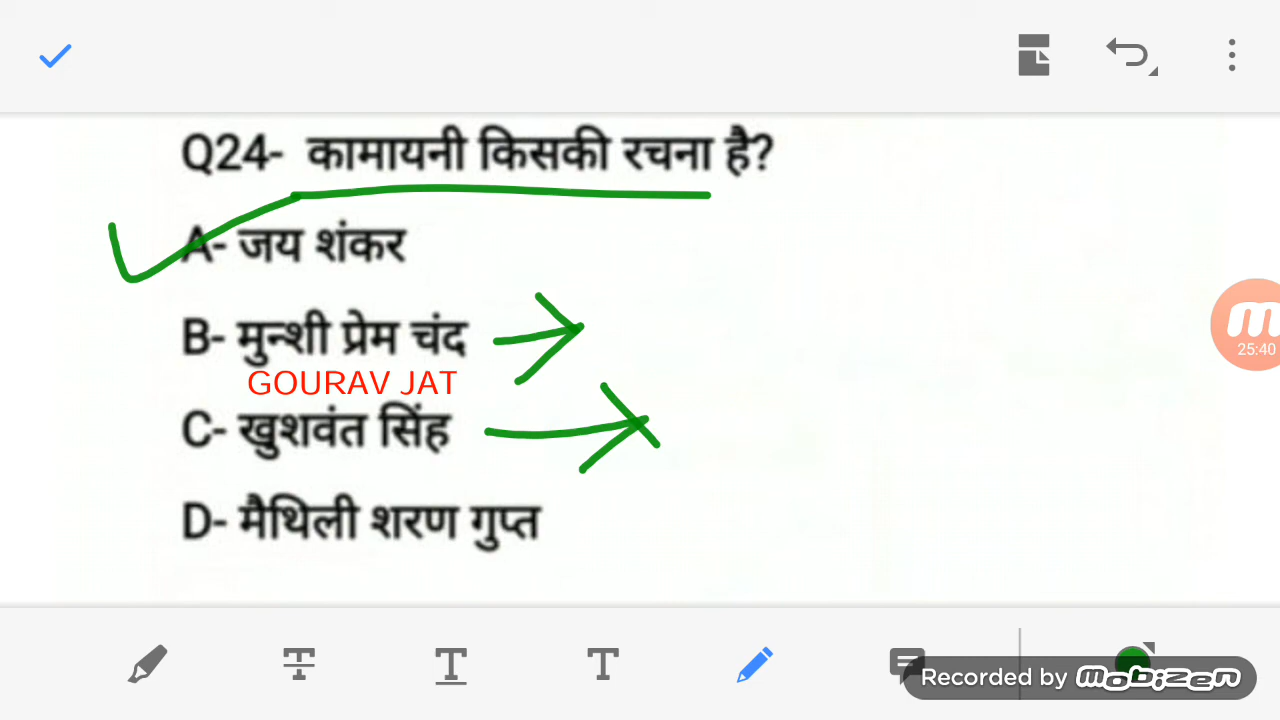 Q24- कामायनी किसकी रचना है?
A- जय शंकर
B- मुन्शी प्रेम चंद
GOURAV JAT
C- खुशवंत सिंह
D- मैथिली शरण गुप्त
25:40
T
T
T
Recorded by mobizen